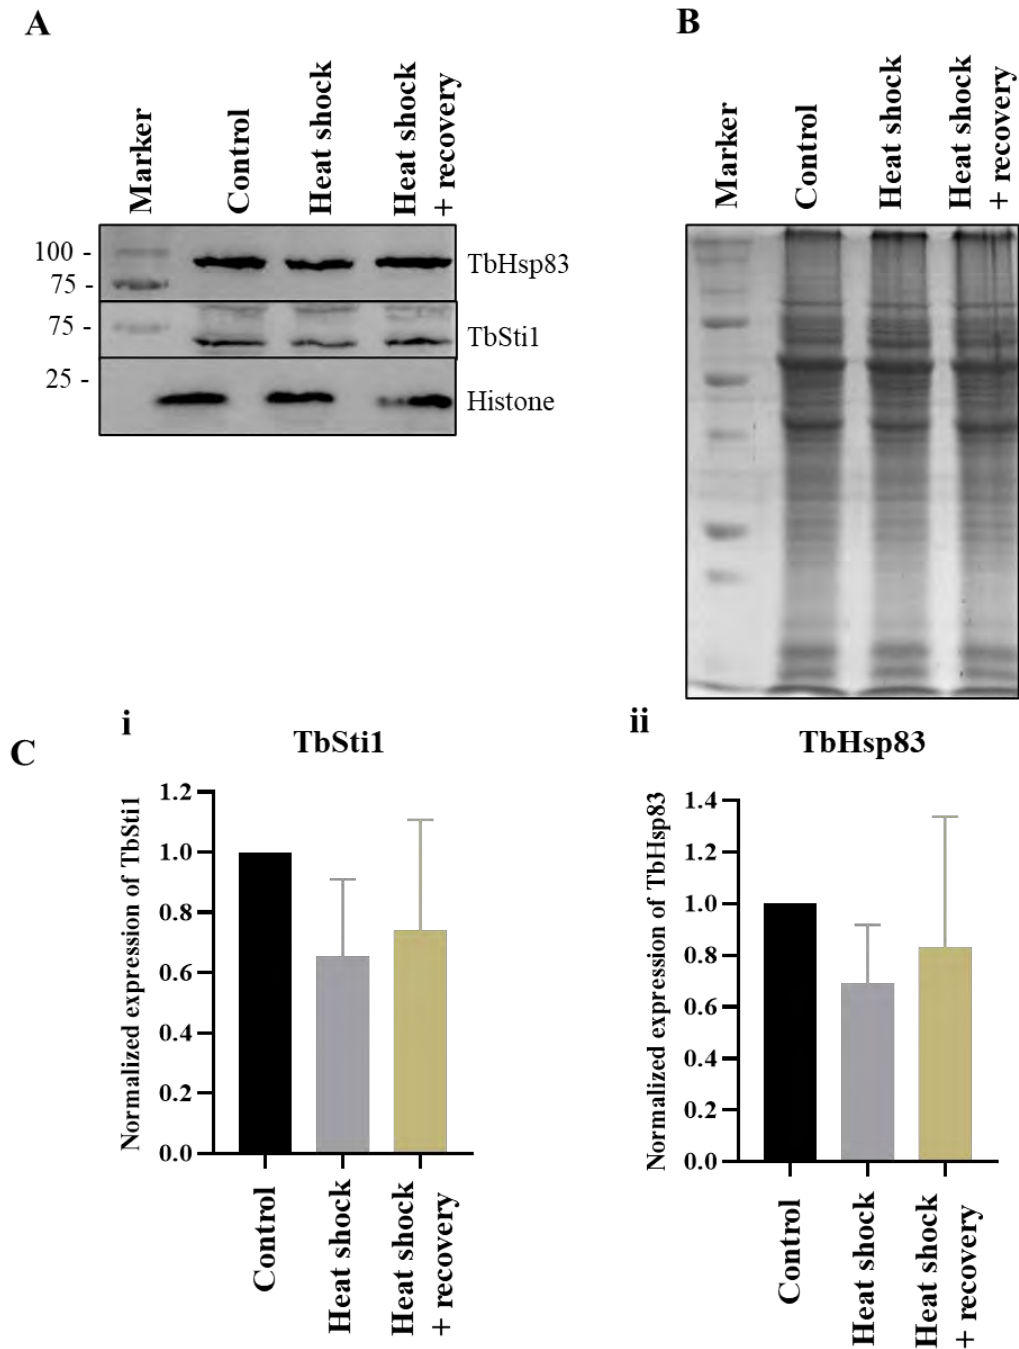 A
B
Marker
Control
Heat shock
Heat shock
+ recovery
Marker
Control
Heat shock
Heat shock
+ recovery
100 -
75 -
TbHsp83
75 -
TbSti1
25 -
Histone
C
i
TbSti1
Normalized expression of TbSti1
1.2
1.0
0.8
0.6
0.4
0.2
0.0
Control
Heat shock
Heat shock
+ recovery
ii
TbHsp83
Normalized expression of TbHsp83
1.4
1.2
1.0
0.8
0.6
0.4
0.2
0.0
Control
Heat shock
Heat shock
+ recovery